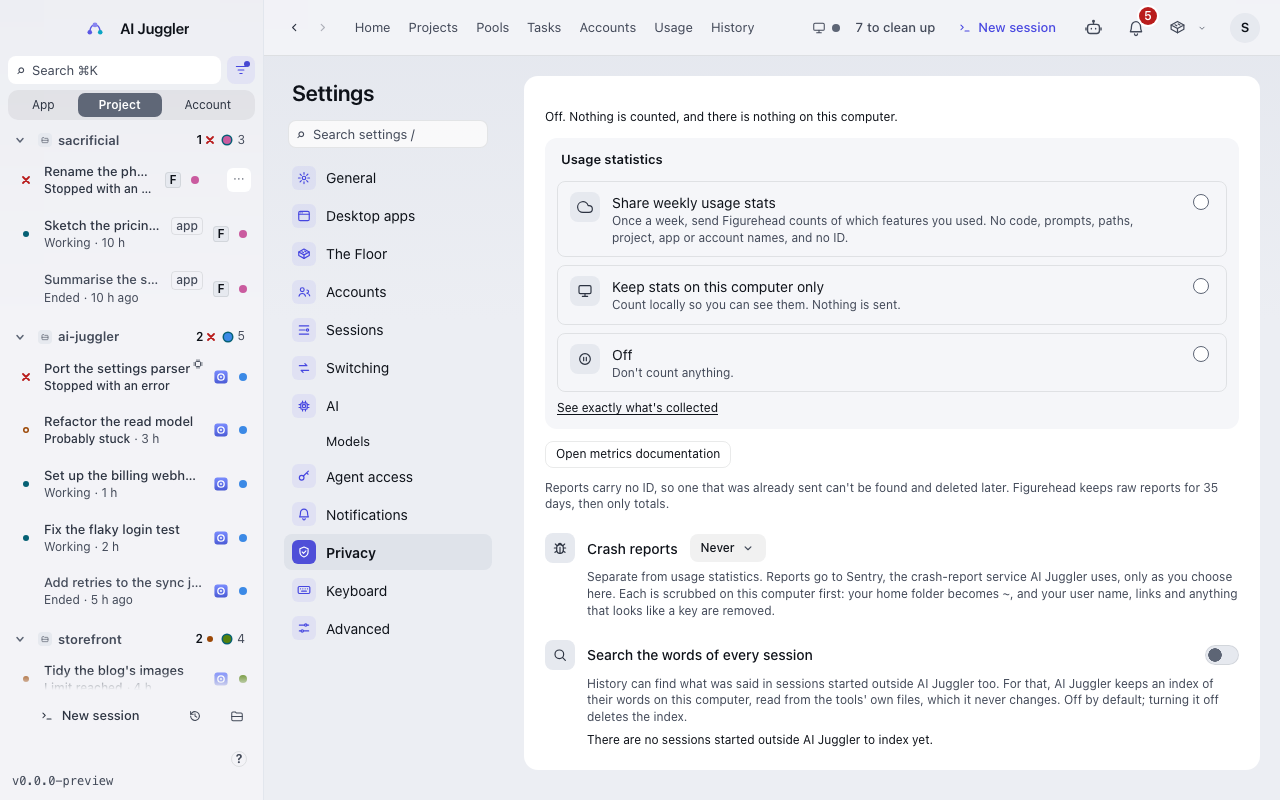 AI Juggler
Search ⌘K
App Project Account
sacrificial 1 3
Rename the ph... F
Stopped with an ...
Sketch the pricin... app F
Working · 10 h
Summarise the s... app F
Ended · 10 h ago
ai-juggler 2 5
Port the settings parser
Stopped with an error
Refactor the read model
Probably stuck · 3 h
Set up the billing webh...
Working · 1 h
Fix the flaky login test
Working · 2 h
Add retries to the sync j...
Ended · 5 h ago
storefront 2 4
Tidy the blog's images
Limit reached · 4 h
New session
?
v0.0.0-preview
Home Projects Pools Tasks Accounts Usage History 7 to clean up New session 5 S
Settings
Search settings /
General
Desktop apps
The Floor
Accounts
Sessions
Switching
AI
Models
Agent access
Notifications
Privacy
Keyboard
Advanced
Off. Nothing is counted, and there is nothing on this computer.
Usage statistics
Share weekly usage stats
Once a week, send Figurehead counts of which features you used. No code, prompts, paths,
project, app or account names, and no ID.
Keep stats on this computer only
Count locally so you can see them. Nothing is sent.
Off
Don't count anything.
See exactly what's collected
Open metrics documentation
Reports carry no ID, so one that was already sent can't be found and deleted later. Figurehead keeps raw reports for 35
days, then only totals.
Crash reports Never
Separate from usage statistics. Reports go to Sentry, the crash-report service AI Juggler uses, only as you choose
here. Each is scrubbed on this computer first: your home folder becomes ~, and your user name, links and anything
that looks like a key are removed.
Search the words of every session
History can find what was said in sessions started outside AI Juggler too. For that, AI Juggler keeps an index of
their words on this computer, read from the tools' own files, which it never changes. Off by default; turning it off
deletes the index.
There are no sessions started outside AI Juggler to index yet.